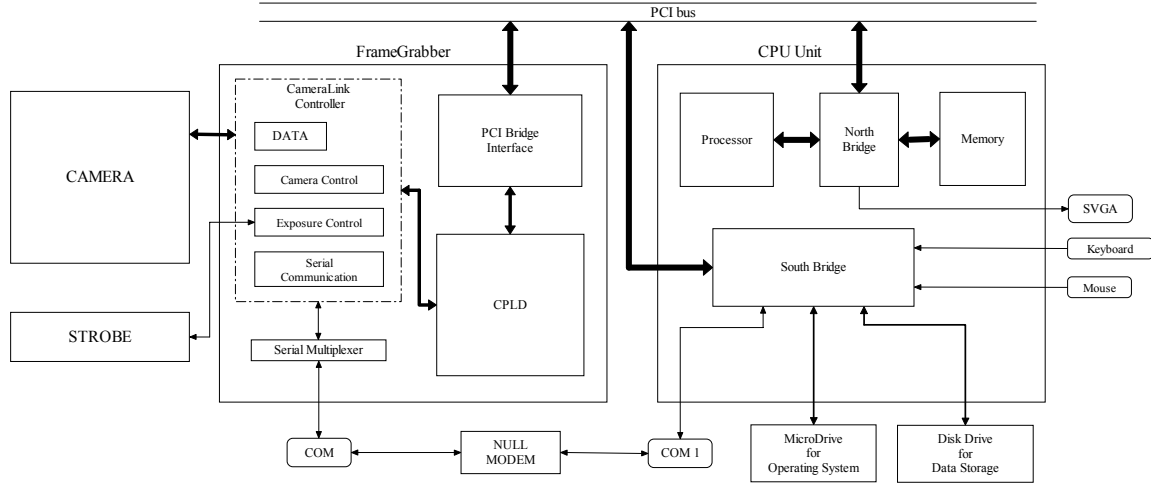 PCI bus
FrameGrabber
CPU Unit
CameraLink
Controller
DATA
Camera Control
Exposure Control
Serial
Communication
CAMERA
STROBE
Serial Multiplexer
PCI Bridge
Interface
CPLD
Processor
North
Bridge
Memory
SVGA
Keyboard
Mouse
South Bridge
COM
NULL
MODEM
COM 1
MicroDrive
for
Operating System
Disk Drive
for
Data Storage